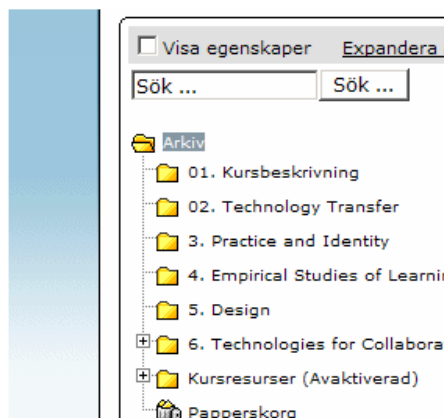 Visa egenskaper Expandera
Sök ... Sök ...
Arkiv
01. Kursbeskrivning
02. Technology Transfer
3. Practice and Identity
4. Empirical Studies of Learni
5. Design
6. Technologies for Collabora
Kursresurser (Avaktiverad)
Papperskorg